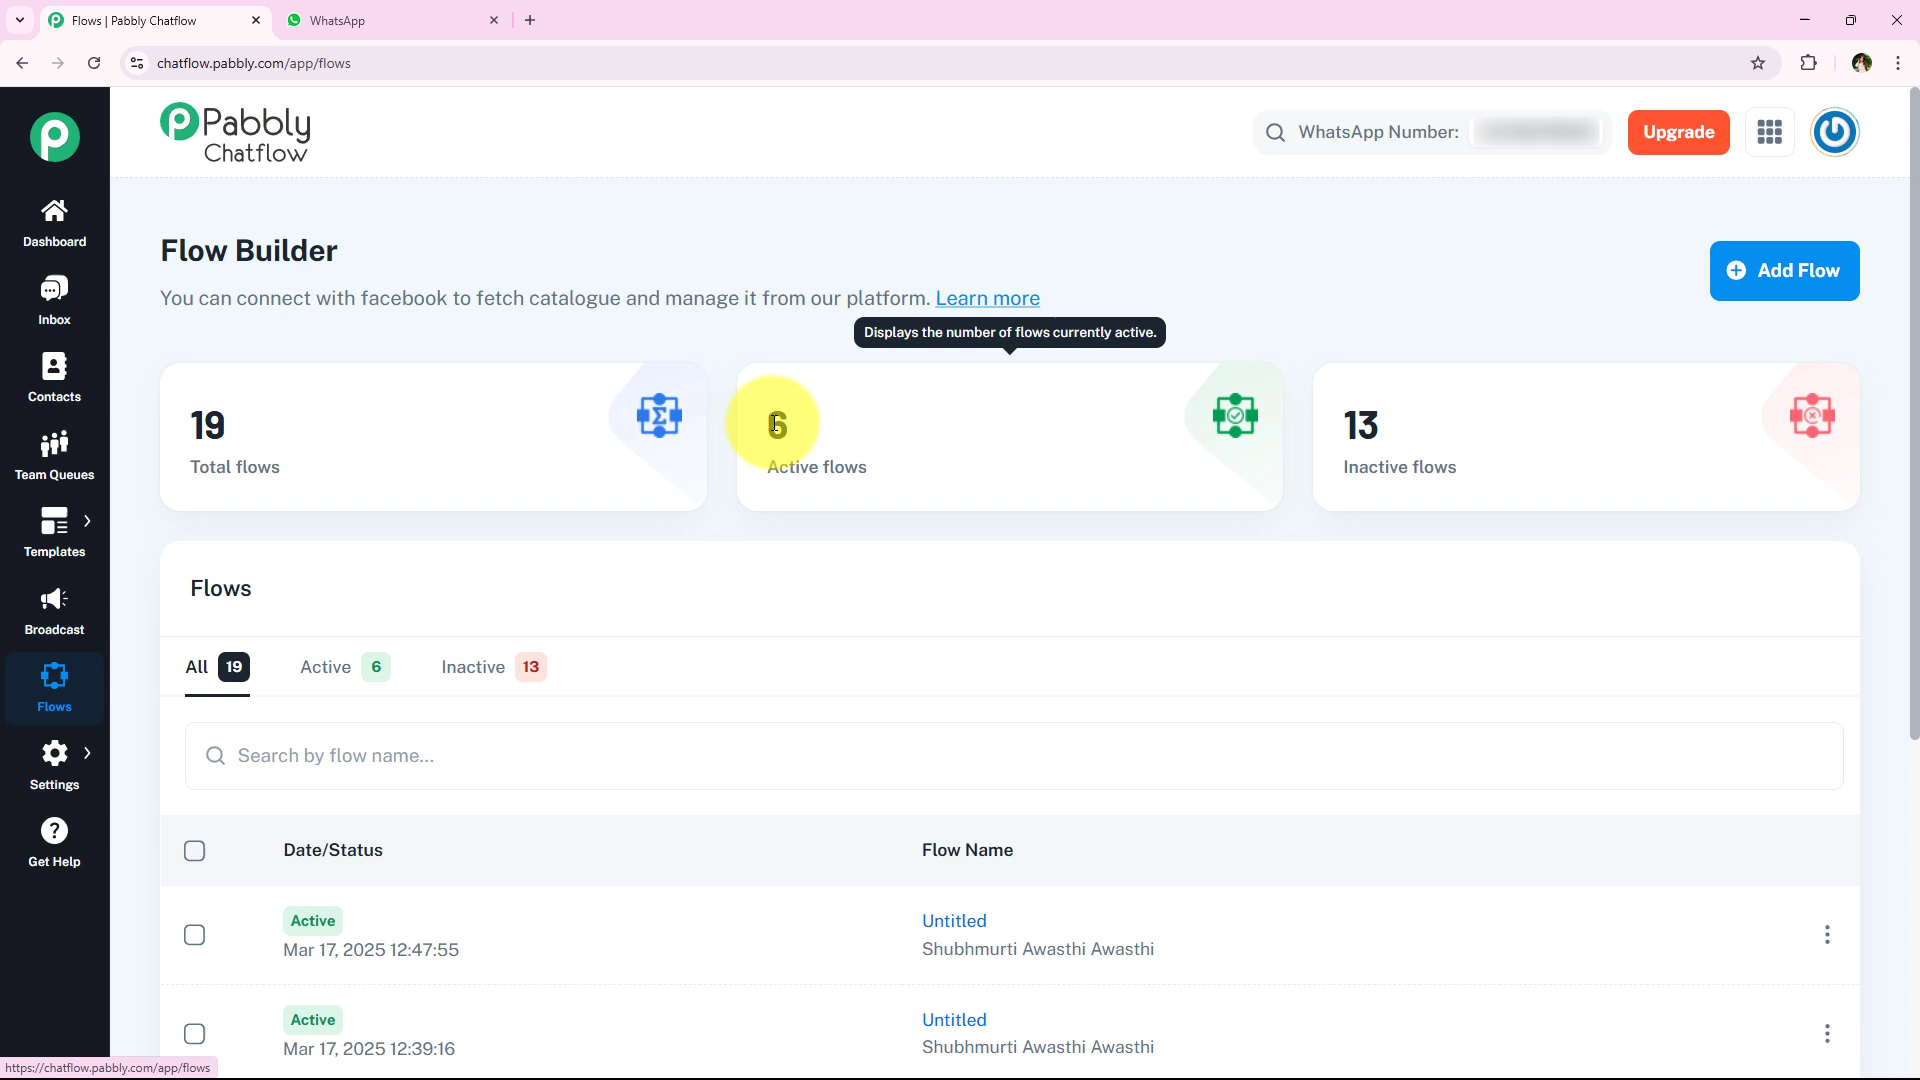 Flows | Pabbly Chatflow
WhatsApp
chatflow.pabbly.com/app/flows
Pabbly
Chatflow
WhatsApp Number:
Upgrade
Dashboard
Inbox
Contacts
Team Queues
Templates
Broadcast
Flows
Settings
Get Help
Flow Builder
You can connect with facebook to fetch catalogue and manage it from our platform. Learn more
Add Flow
Displays the number of flows currently active.
19
Total flows
6
Active flows
13
Inactive flows
Flows
All 19
Active 6
Inactive 13
Search by flow name...
Date/Status
Flow Name
Active
Mar 17, 2025 12:47:55
Untitled
Shubhmurti Awasthi Awasthi
Active
Mar 17, 2025 12:39:16
Untitled
Shubhmurti Awasthi Awasthi
https://chatflow.pabbly.com/app/flows